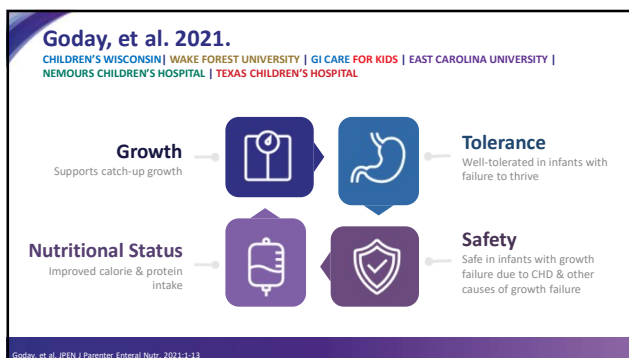 Goday, et al. 2021.
CHILDREN'S WISCONSIN| WAKE FOREST UNIVERSITY | GI CARE FOR KIDS | EAST CAROLINA UNIVERSITY |
NEMOURS CHILDREN'S HOSPITAL | TEXAS CHILDREN'S HOSPITAL
Growth
Supports catch-up growth
Tolerance
Well-tolerated in infants with
failure to thrive
Nutritional Status
Improved calorie & protein
intake
Safety
Safe in infants with growth
failure due to CHD & other
causes of growth failure
Goday, et al. JPEN J Parenter Enteral Nutr. 2021:1-13